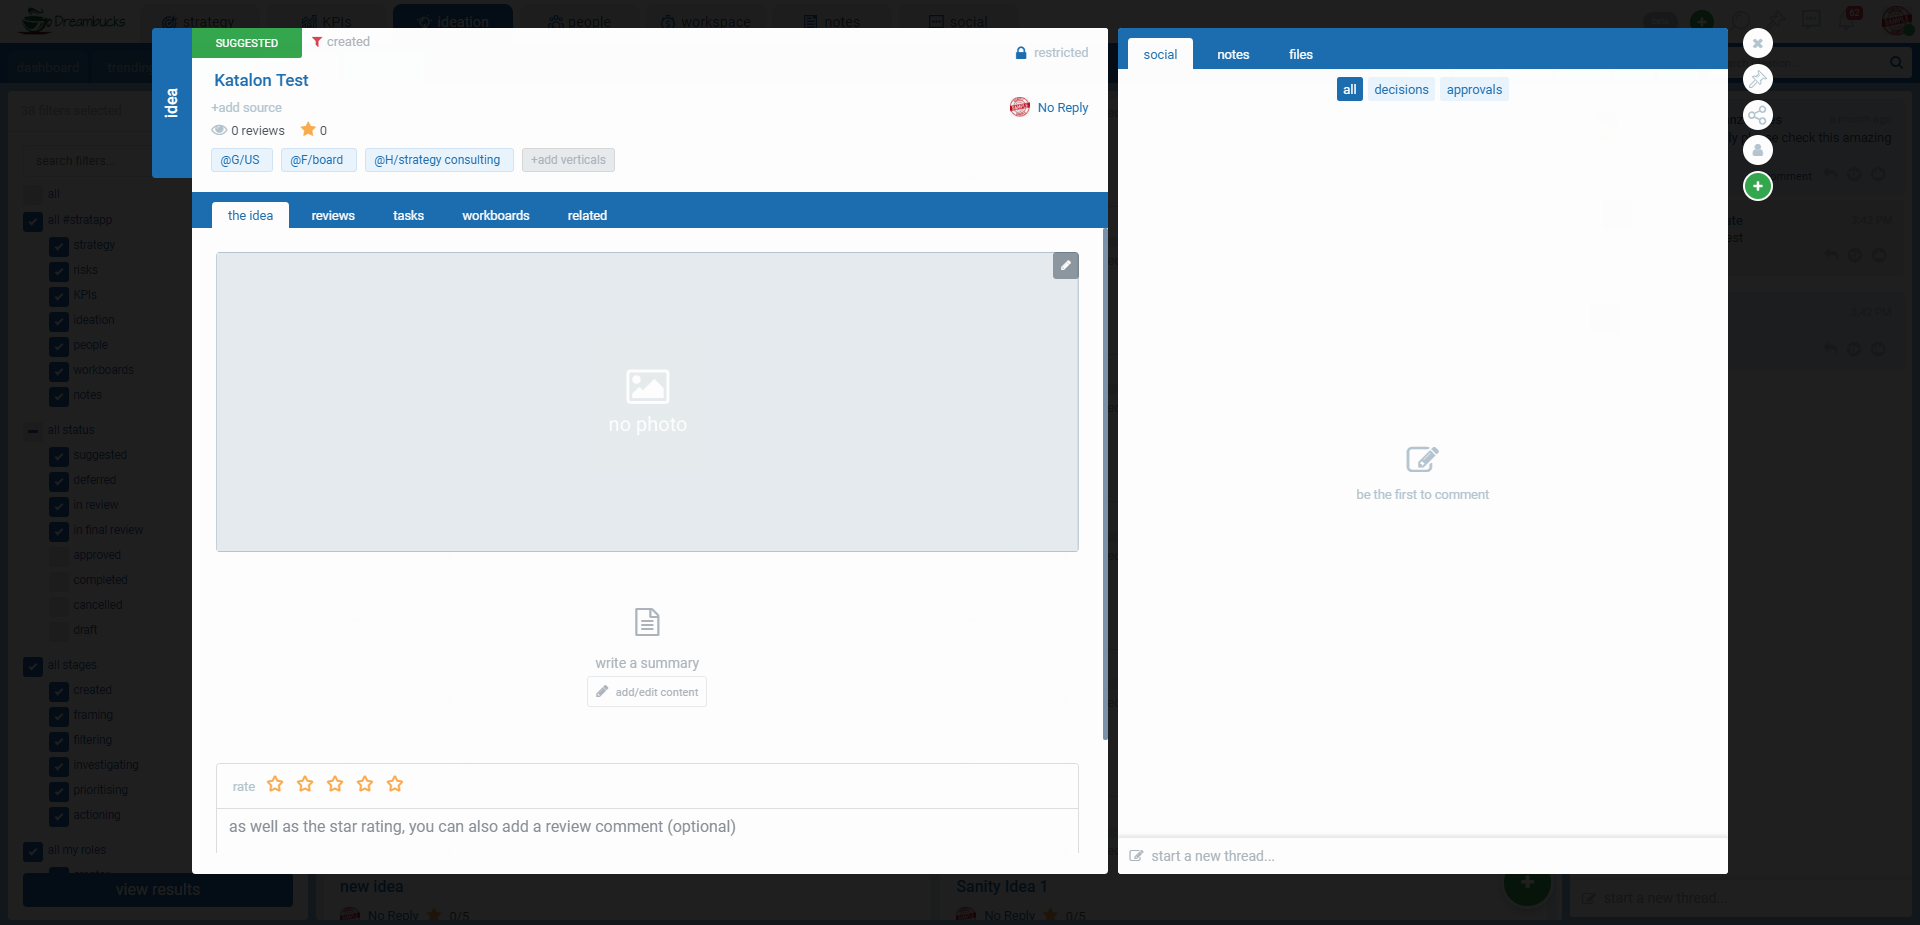 Dreambucks
strategy
KPIs
ideation
people
workspace
notes
social
62
dashboard
trending
SUGGESTED
created
restricted
idea
Katalon Test
+add source
No Reply
0 reviews
0
@G/US
@F/board
@H/strategy consulting
+add verticals
the idea
reviews
tasks
workboards
related
no photo
write a summary
add/edit content
rate
as well as the star rating, you can also add a review comment (optional)
social
notes
files
all
decisions
approvals
be the first to comment
start a new thread...
38 filters selected
search filters...
all
all #stratapp
strategy
risks
KPIs
ideation
people
workboards
notes
all status
suggested
deferred
in review
in final review
approved
completed
cancelled
draft
all stages
created
framing
filtering
investigating
prioritising
actioning
all my roles
creator
view results
new idea
No Reply
0/5
Sanity Idea 1
No Reply
0/5
check this amazing
3:42 PM
start a new thread...